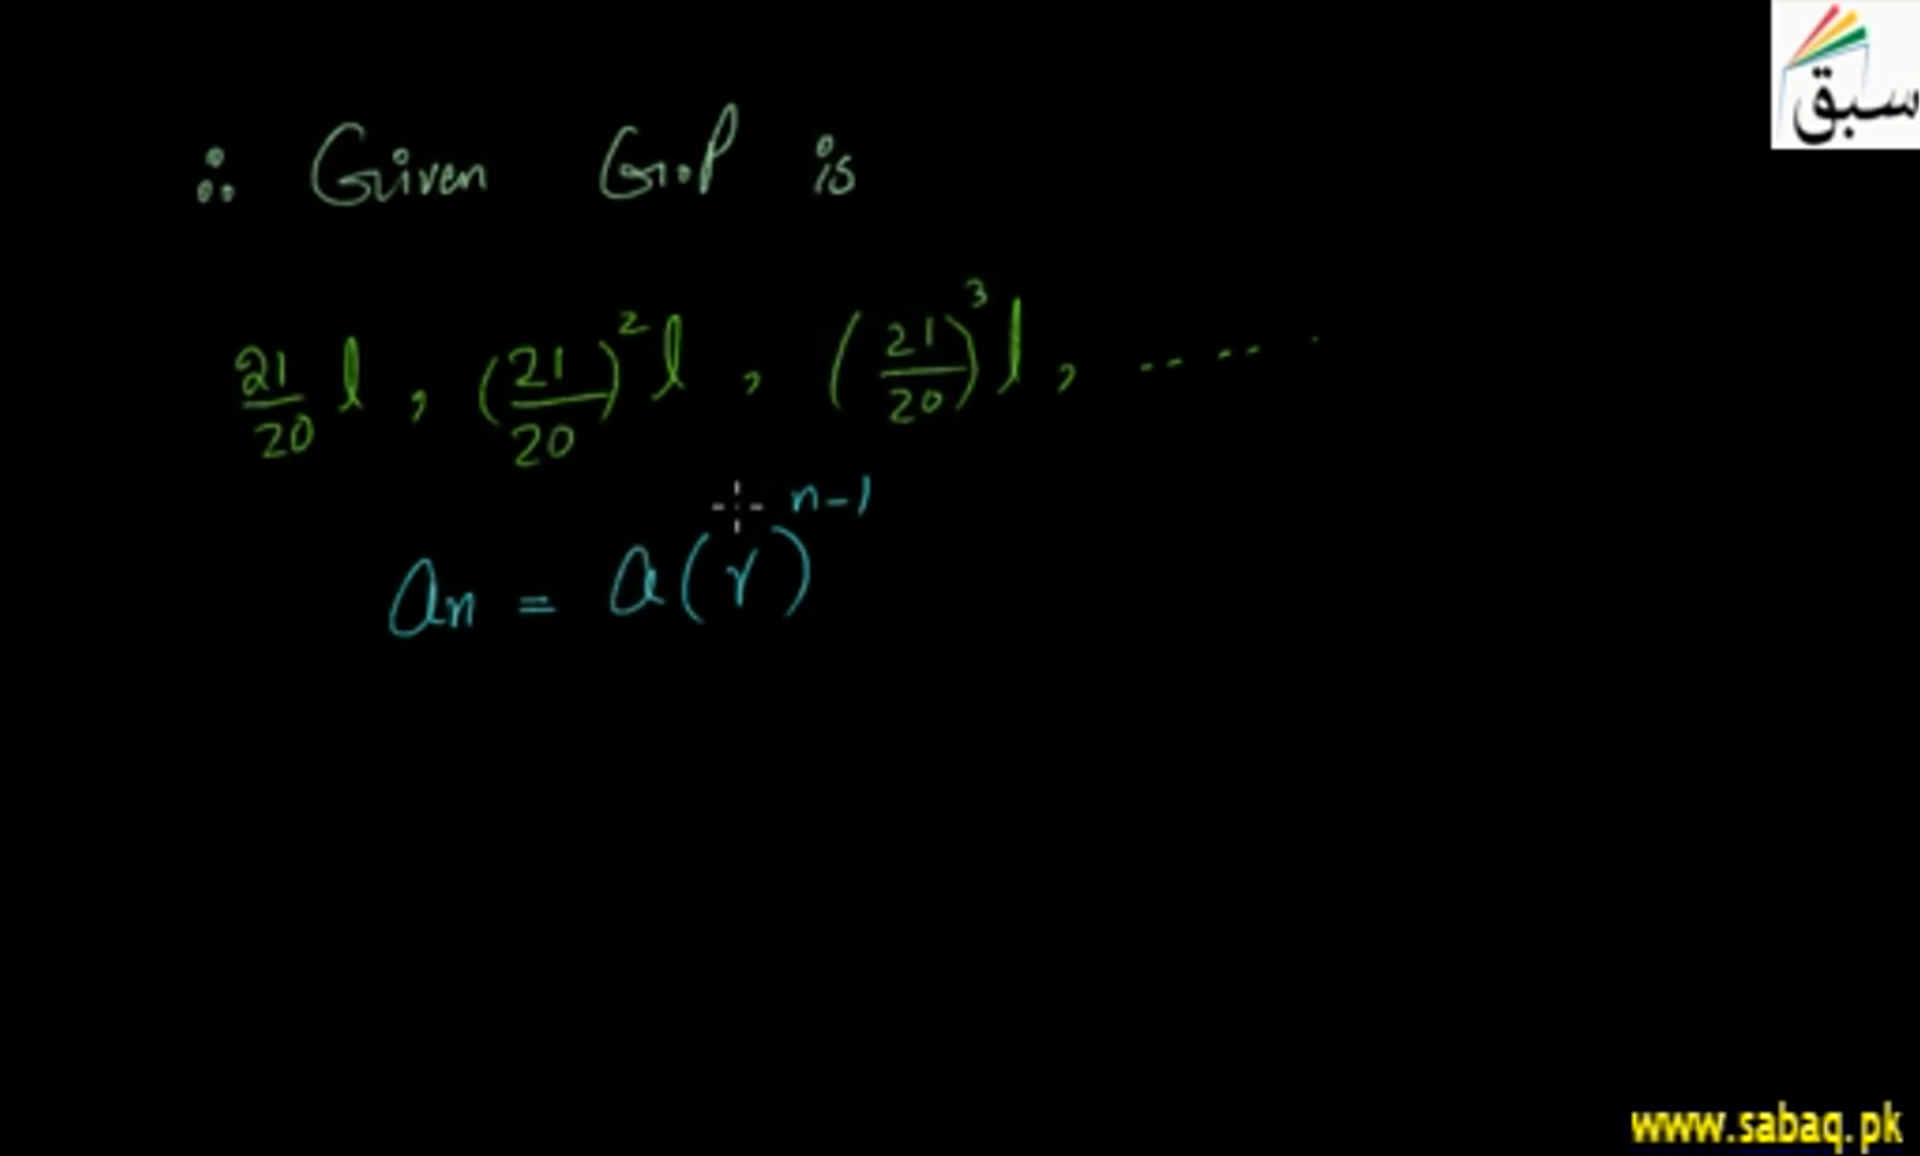 سبق
∴ Given G.P is
21/20 l , (21/20)² l , (21/20)³ l , ......
an = a(r)ⁿ⁻¹
www.sabaq.pk